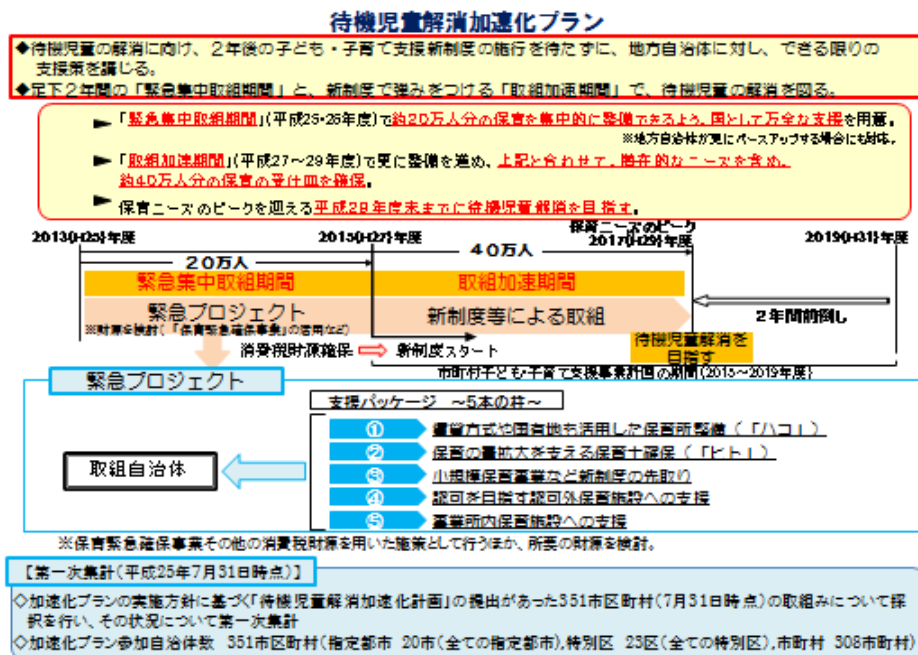 待機児童解消加速化プラン
◆待機児童の解消に向け、２年後の子ども・子育て支援新制度の施行を待たずに、地方自治体に対し、できる限りの
支援策を講じる。
◆足下２年間の「緊急集中取組期間」と、新制度で弾みをつける「取組加速期間」で、待機児童の解消を図る。
►「緊急集中取組期間」(平成25・26年度)で約20万人分の保育を集中的に整備できるよう、国として万全な支援を用意。
※地方自治体が更にペースアップする場合にも対応。
►「取組加速期間」(平成27～29年度)で更に整備を進め、上記と合わせて、潜在的なニーズを含め、
約40万人分の保育の受け皿を確保。
► 保育ニーズのピークを迎える平成29年度末までに待機児童解消を目指す。
保育ニーズのピーク
2013(H25)年度 2015(H27)年度 2017(H29)年度 2019(H31)年度
２０万人 ４０万人
緊急集中取組期間 取組加速期間
緊急プロジェクト 新制度等による取組 ２年間前倒し
※財源を検討(「保育緊急確保事業」の活用など)
消費税財源確保 新制度スタート
待機児童解消を
目指す
市町村子ども・子育て支援事業計画の期間(2015～2019年度)
緊急プロジェクト
支援パッケージ ～５本の柱～
取組自治体
① 賃貸方式や国有地も活用した保育所整備（「ハコ」）
② 保育の量拡大を支える保育士確保（「ヒト」）
③ 小規模保育事業など新制度の先取り
④ 認可を目指す認可外保育施設への支援
⑤ 事業所内保育施設への支援
※保育緊急確保事業その他の消費税財源を用いた施策として行うほか、所要の財源を検討。
【第一次集計(平成25年7月31日時点)】
◇加速化プランの実施方針に基づく「待機児童解消加速化計画」の提出があった351市区町村(7月31日時点)の取組みについて採
択を行い、その状況について第一次集計
◇加速化プラン参加自治体数 351市区町村(指定都市 20市(全ての指定都市),特別区 23区(全ての特別区),市町村 308市町村)